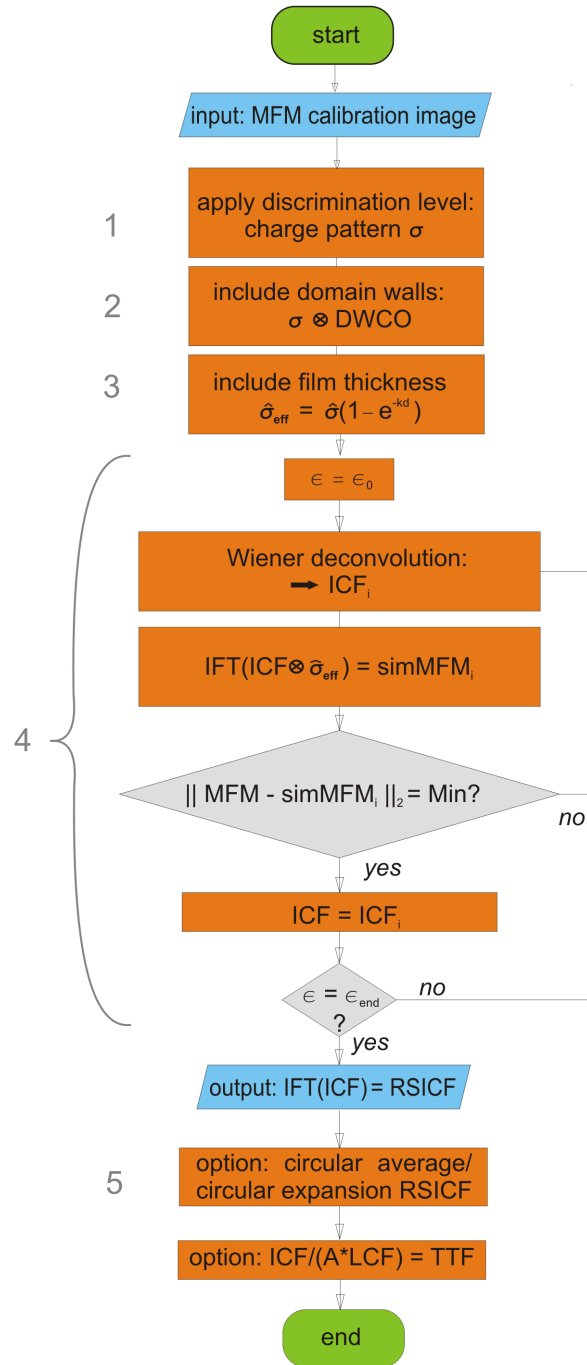 start
input: MFM calibration image
1
apply discrimination level:
charge pattern σ
2
include domain walls:
σ ⊗ DWCO
3
include film thickness
σ̂eff = σ̂(1 – e^-kd)
4
∈ = ∈₀
Wiener deconvolution:
➞ ICFᵢ
IFT(ICF⊗ σ̂eff) = simMFMᵢ
|| MFM - simMFMᵢ ||₂ = Min?
no
yes
ICF = ICFᵢ
∈ = ∈end
?
no
yes
output: IFT(ICF) = RSICF
5
option: circular average/
circular expansion RSICF
option: ICF/(A*LCF) = TTF
end